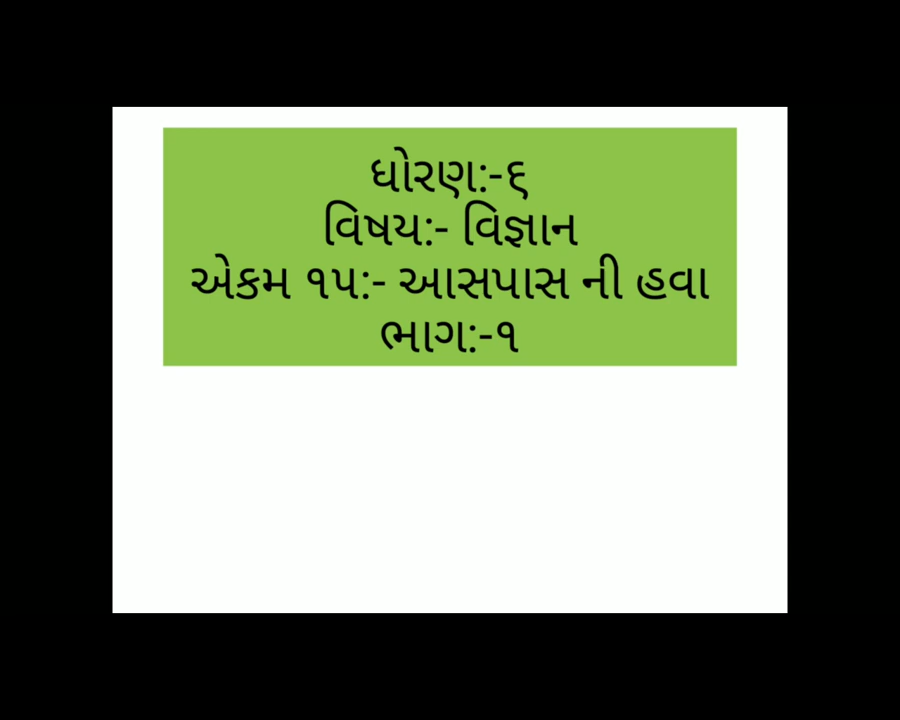 ધોરણ:-૬
વિષય:- વિજ્ઞાન
એકમ ૧૫:- આસપાસ ની હવા
ભાગ:-૧